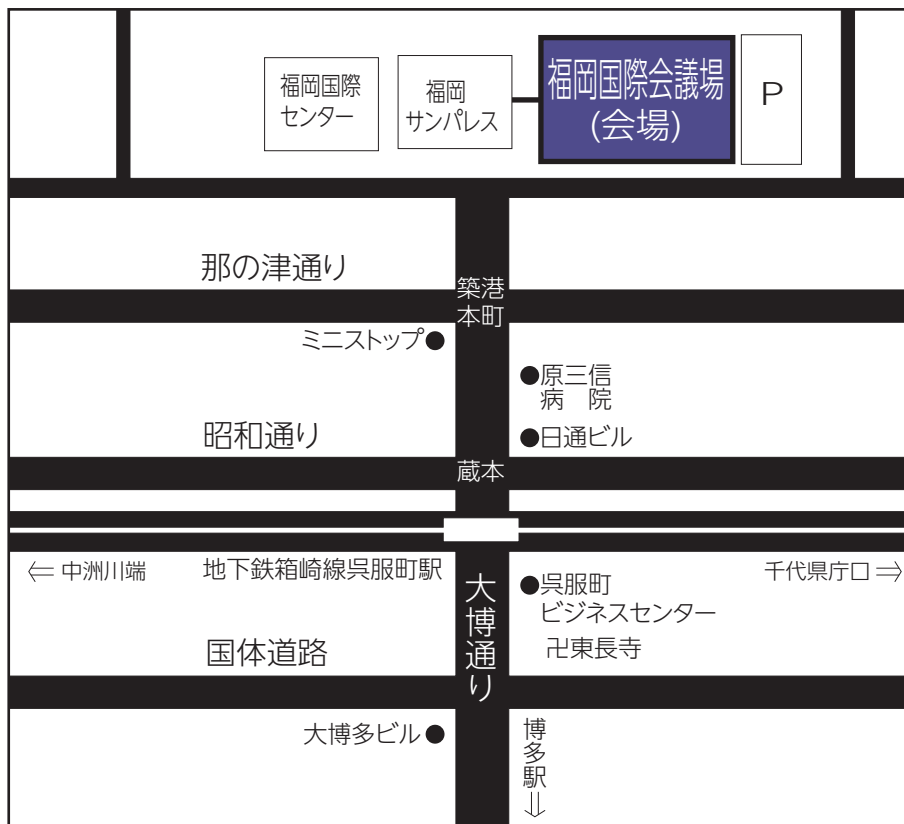 福岡国際
センター
福岡
サンパレス
福岡国際会議場
(会場)
P
那の津通り
築港
本町
ミニストップ●
●原三信
病　院
昭和通り
●日通ビル
蔵本
⇐ 中洲川端
地下鉄箱崎線呉服町駅
千代県庁口 ⇒
●呉服町
ビジネスセンター
卍東長寺
大博通り
国体道路
大博多ビル ●
博多駅⇓